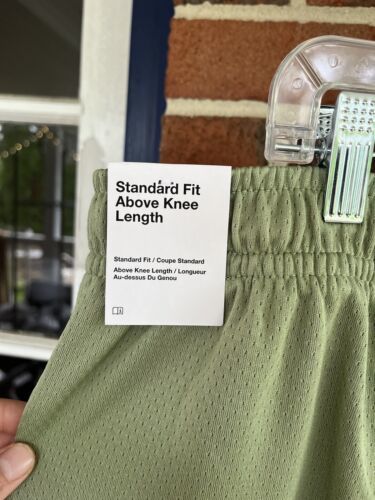 Standard Fit
Above Knee
Length
Standard Fit / Coupe Standard
Above Knee Length / Longueur
Au-dessus Du Genou